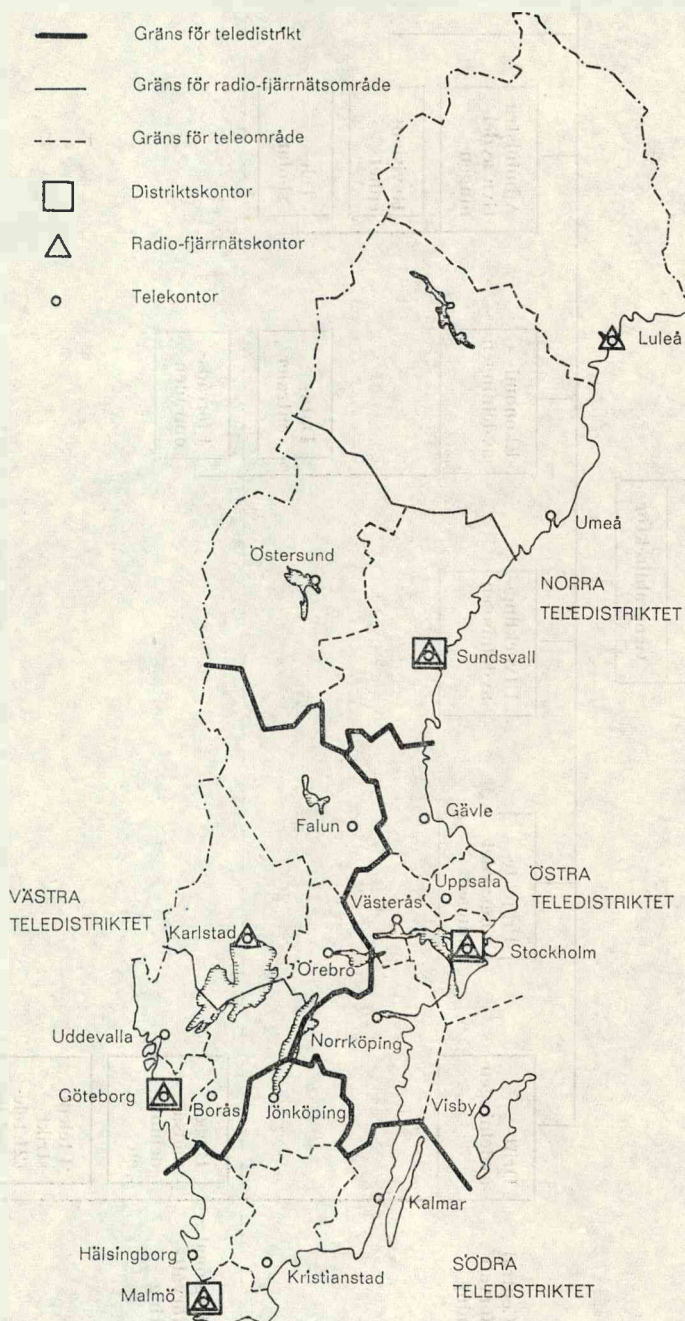 Gräns för teledistrikt
Gräns för radio-fjärrnätsområde
Gräns för teleområde
Distriktskontor
Radio-fjärrnätskontor
Telekontor
Luleå
Umeå
Östersund
NORRA
TELEDISTRIKTET
Sundsvall
Gävle
Falun
Uppsala
ÖSTRA
TELEDISTRIKTET
Västerås
VÄSTRA
TELEDISTRIKTET
Karlstad
Örebro
Stockholm
Norrköping
Uddevalla
Göteborg
Borås
Jönköping
Visby
Kalmar
Hälsingborg
Kristianstad
SÖDRA
TELEDISTRIKTET
Malmö